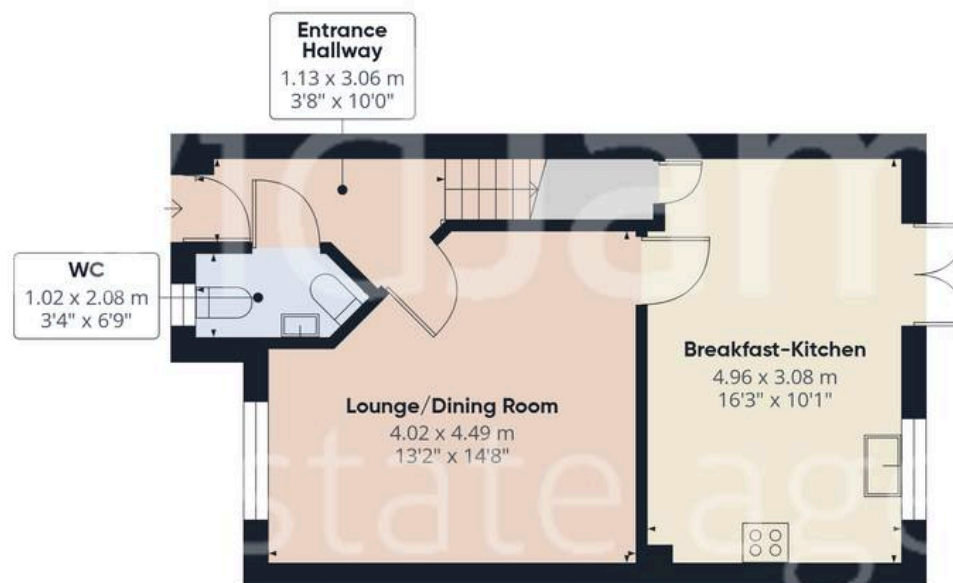 Entrance
Hallway
1.13 x 3.06 m
3'8" x 10'0"
WC
1.02 x 2.08 m
3'4" x 6'9"
Breakfast-Kitchen
4.96 x 3.08 m
16'3" x 10'1"
Lounge/Dining Room
4.02 x 4.49 m
13'2" x 14'8"
state age